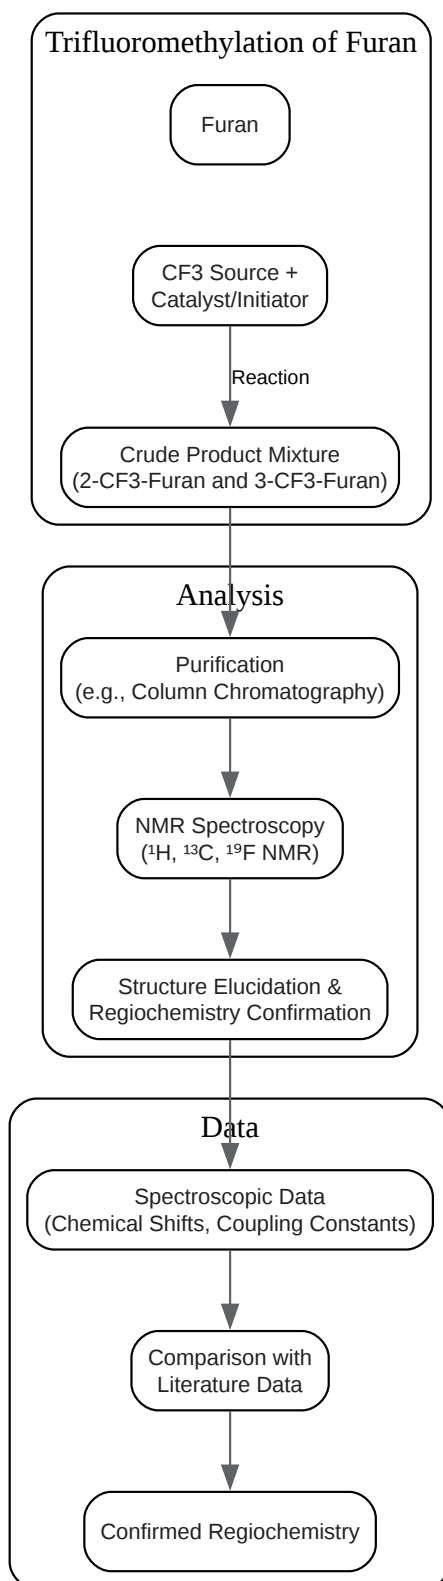 Trifluoromethylation of Furan
Furan
CF3 Source +
Catalyst/Initiator
Reaction
Crude Product Mixture
(2-CF3-Furan and 3-CF3-Furan)
Analysis
Purification
(e.g., Column Chromatography)
NMR Spectroscopy
(¹H, ¹³C, ¹⁹F NMR)
Structure Elucidation &
Regiochemistry Confirmation
Data
Spectroscopic Data
(Chemical Shifts, Coupling Constants)
Comparison with
Literature Data
Confirmed Regiochemistry